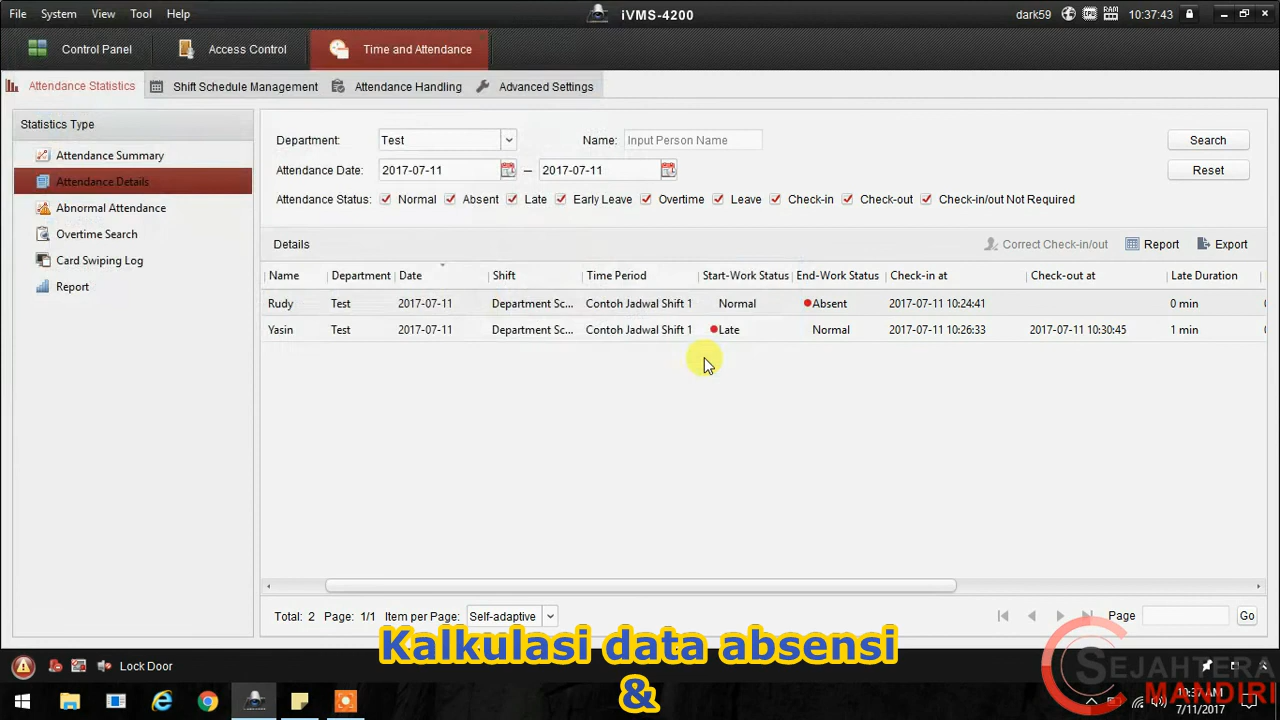 File System View Tool Help iVMS-4200 dark59 RAM 10:37:43
Control Panel Access Control Time and Attendance
Attendance Statistics Shift Schedule Management Attendance Handling Advanced Settings
Statistics Type
Attendance Summary
Attendance Details
Abnormal Attendance
Overtime Search
Card Swiping Log
Report
Department: Test Name: Input Person Name Search
Attendance Date: 2017-07-11 – 2017-07-11 Reset
Attendance Status: Normal Absent Late Early Leave Overtime Leave Check-in Check-out Check-in/out Not Required
Details Correct Check-in/out Report Export
Name Department Date Shift Time Period Start-Work Status End-Work Status Check-in at Check-out at Late Duration
Rudy Test 2017-07-11 Department Sc... Contoh Jadwal Shift 1 Normal Absent 2017-07-11 10:24:41 0 min
Yasin Test 2017-07-11 Department Sc... Contoh Jadwal Shift 1 Late Normal 2017-07-11 10:26:33 2017-07-11 10:30:45 1 min
Total: 2 Page: 1/1 Item per Page: Self-adaptive Page Go
Kalkulasi data absensi
&
Lock Door
SEJAHTERA
MANDIRI
10:37 AM
7/11/2017